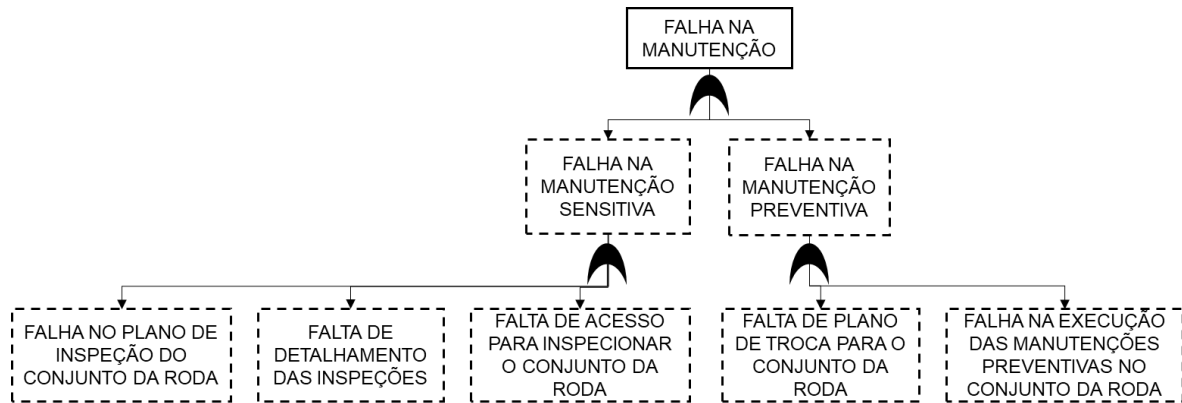 FALHA NA
MANUTENÇÃO
FALHA NA
MANUTENÇÃO
SENSITIVA
FALHA NA
MANUTENÇÃO
PREVENTIVA
FALHA NO PLANO DE
INSPEÇÃO DO
CONJUNTO DA RODA
FALTA DE
DETALHAMENTO
DAS INSPEÇÕES
FALTA DE ACESSO
PARA INSPECIONAR
O CONJUNTO DA
RODA
FALTA DE PLANO
DE TROCA PARA O
CONJUNTO DA
RODA
FALHA NA EXECUÇÃO
DAS MANUTENÇÕES
PREVENTIVAS NO
CONJUNTO DA RODA